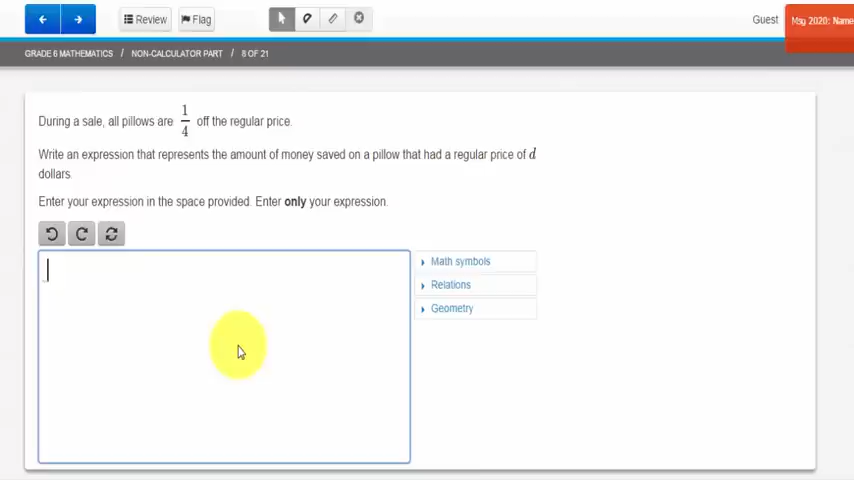 Review Flag Guest Msg 2020: Name
GRADE 6 MATHEMATICS / NON-CALCULATOR PART / 8 OF 21
During a sale, all pillows are 1/4 off the regular price.
Write an expression that represents the amount of money saved on a pillow that had a regular price of d
dollars.
Enter your expression in the space provided. Enter only your expression.
Math symbols
Relations
Geometry